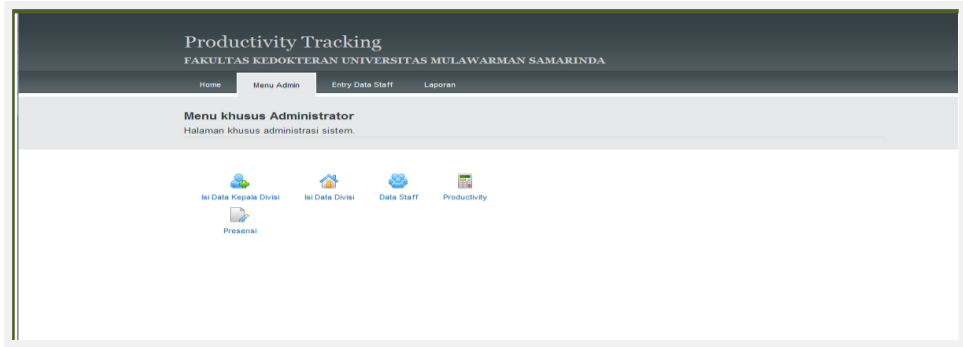 Productivity Tracking
FAKULTAS KEDOKTERAN UNIVERSITAS MULAWARMAN SAMARINDA
Home Menu Admin Entry Data Staff Laporan
Menu khusus Administrator
Halaman khusus administrasi sistem.
Isi Data Kepala Divisi Isi Data Divisi Data Staff Productivity
Presensi